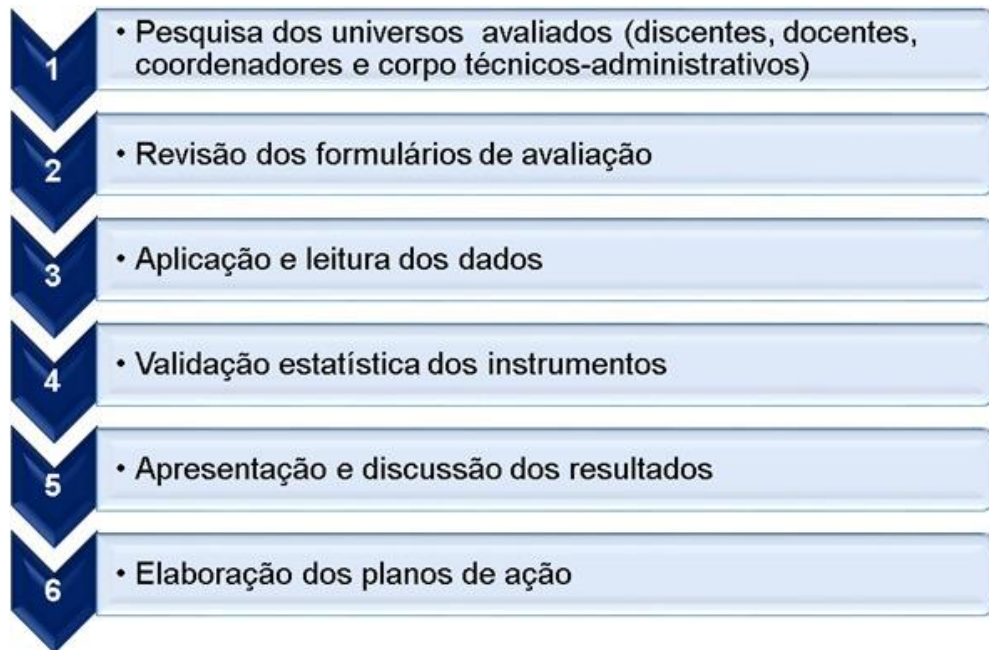 1
• Pesquisa dos universos avaliados (discentes, docentes,
coordenadores e corpo técnicos-administrativos)
2
• Revisão dos formulários de avaliação
3
• Aplicação e leitura dos dados
4
• Validação estatística dos instrumentos
5
• Apresentação e discussão dos resultados
6
• Elaboração dos planos de ação